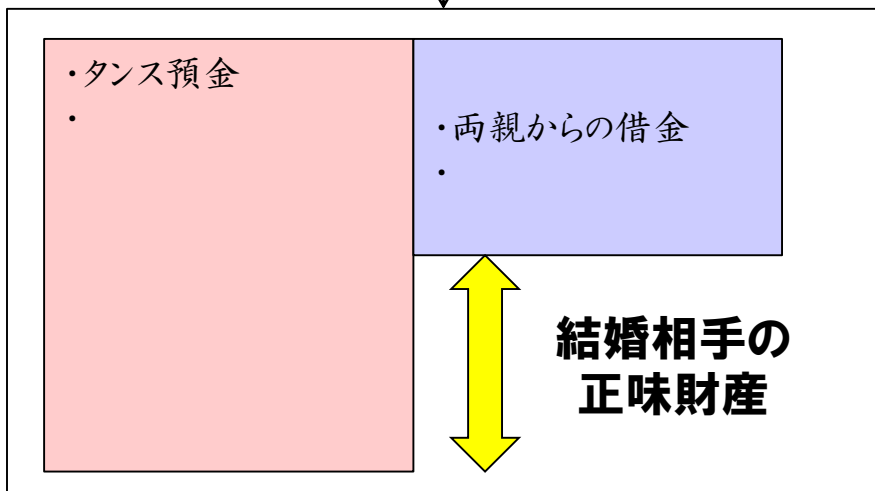 ・タンス預金
・
・両親からの借金
・
結婚相手の
正味財産